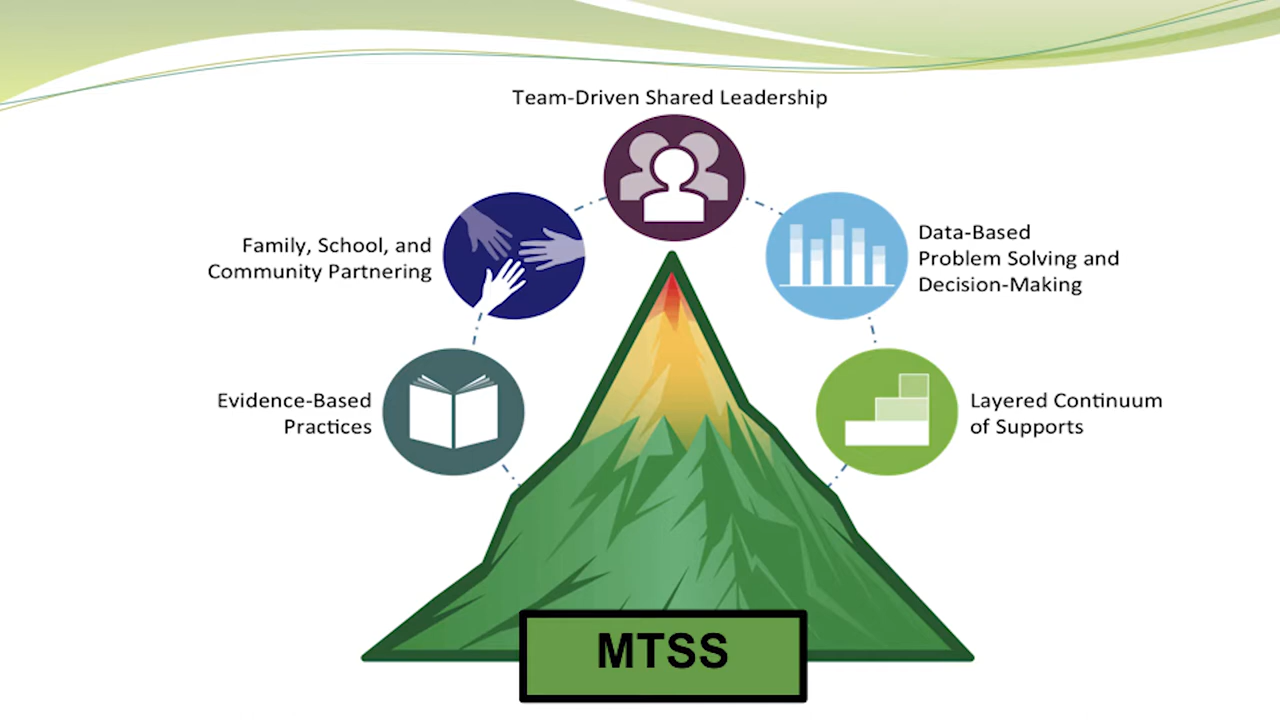 Team-Driven Shared Leadership
Family, School, and
Community Partnering
Data-Based
Problem Solving and
Decision-Making
Evidence-Based
Practices
Layered Continuum
of Supports
MTSS